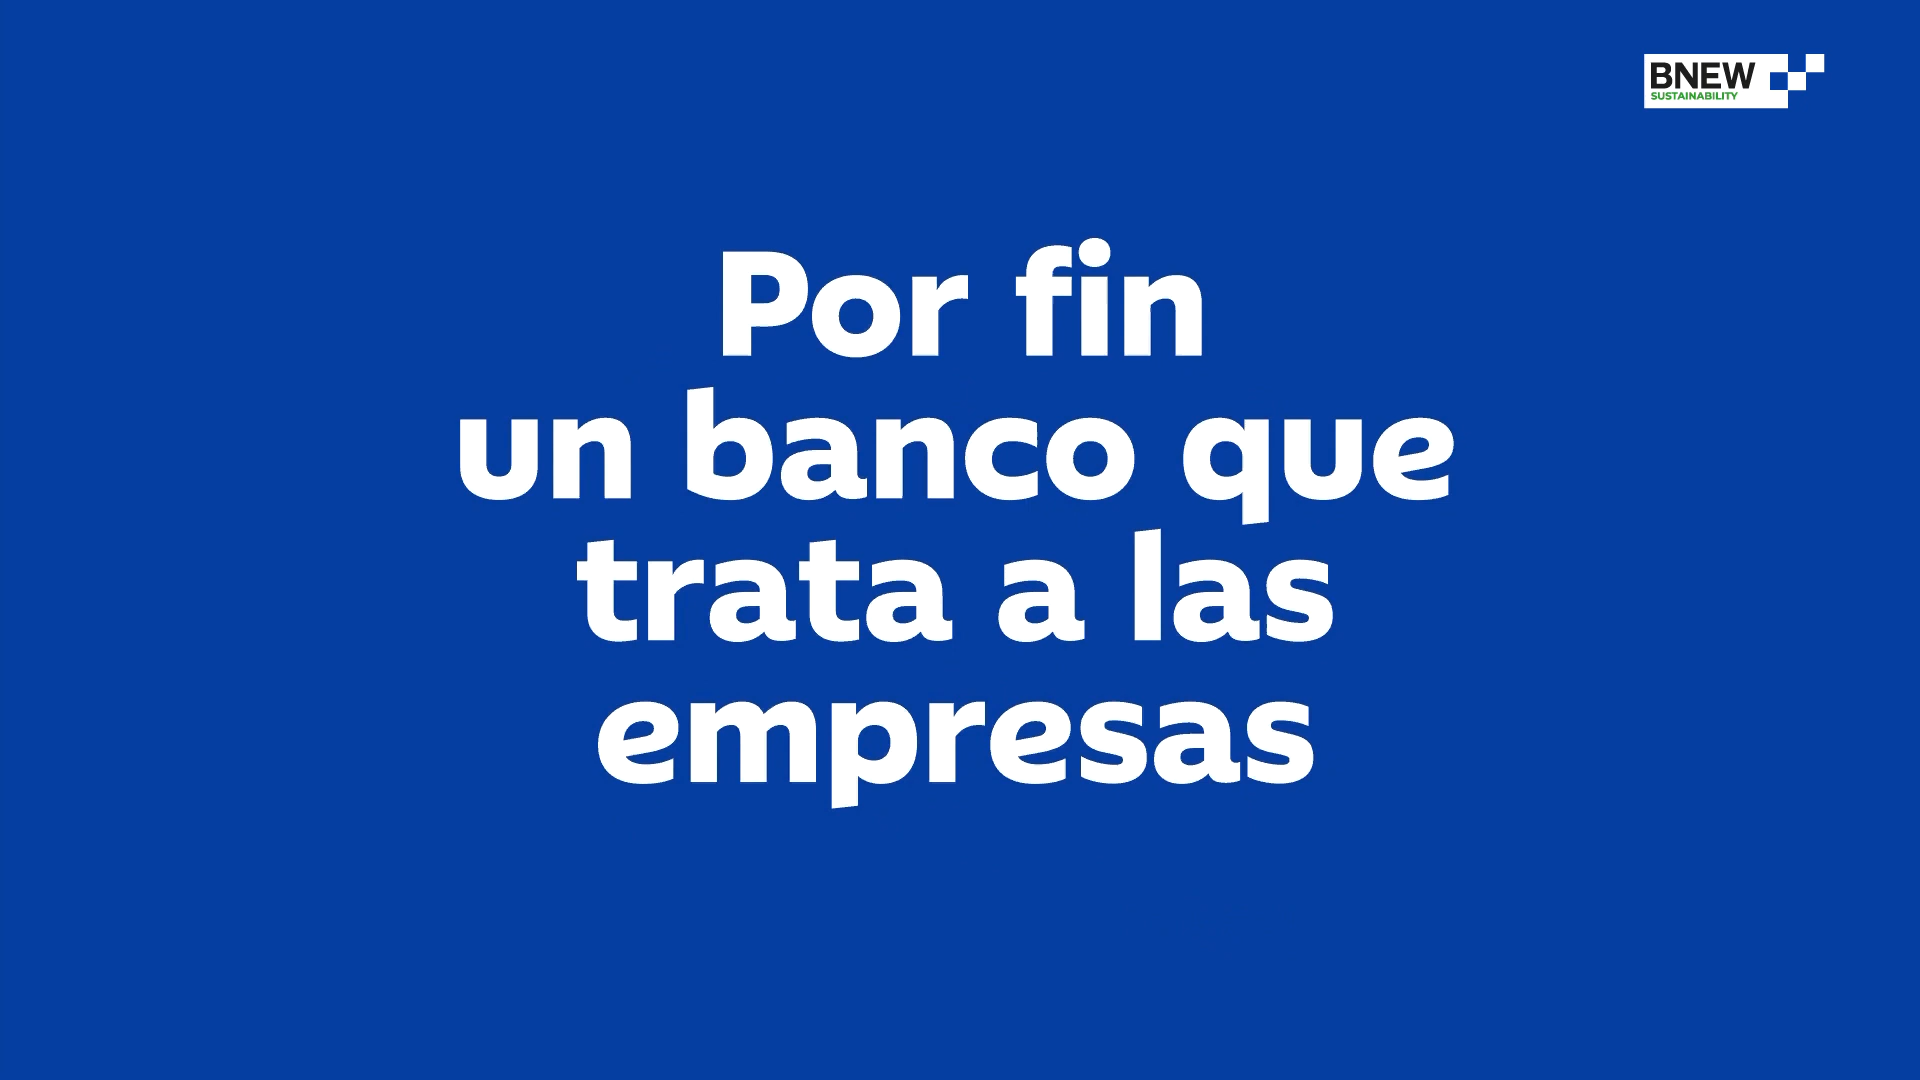 BNEW
SUSTAINABILITY
Por fin
un banco que
trata a las
empresas